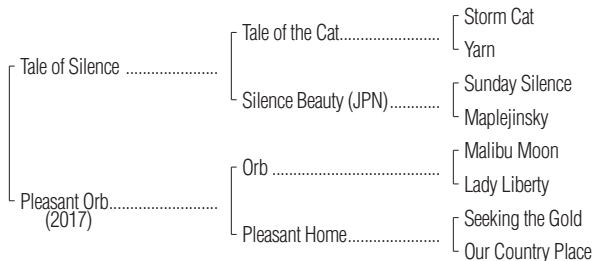 Tale of Silence ......................
Pleasant Orb..........................
(2017)
Tale of the Cat........................
Silence Beauty (JPN)............
Orb ........................................
Pleasant Home......................
Storm Cat
Yarn
Sunday Silence
Maplejinsky
Malibu Moon
Lady Liberty
Seeking the Gold
Our Country Place